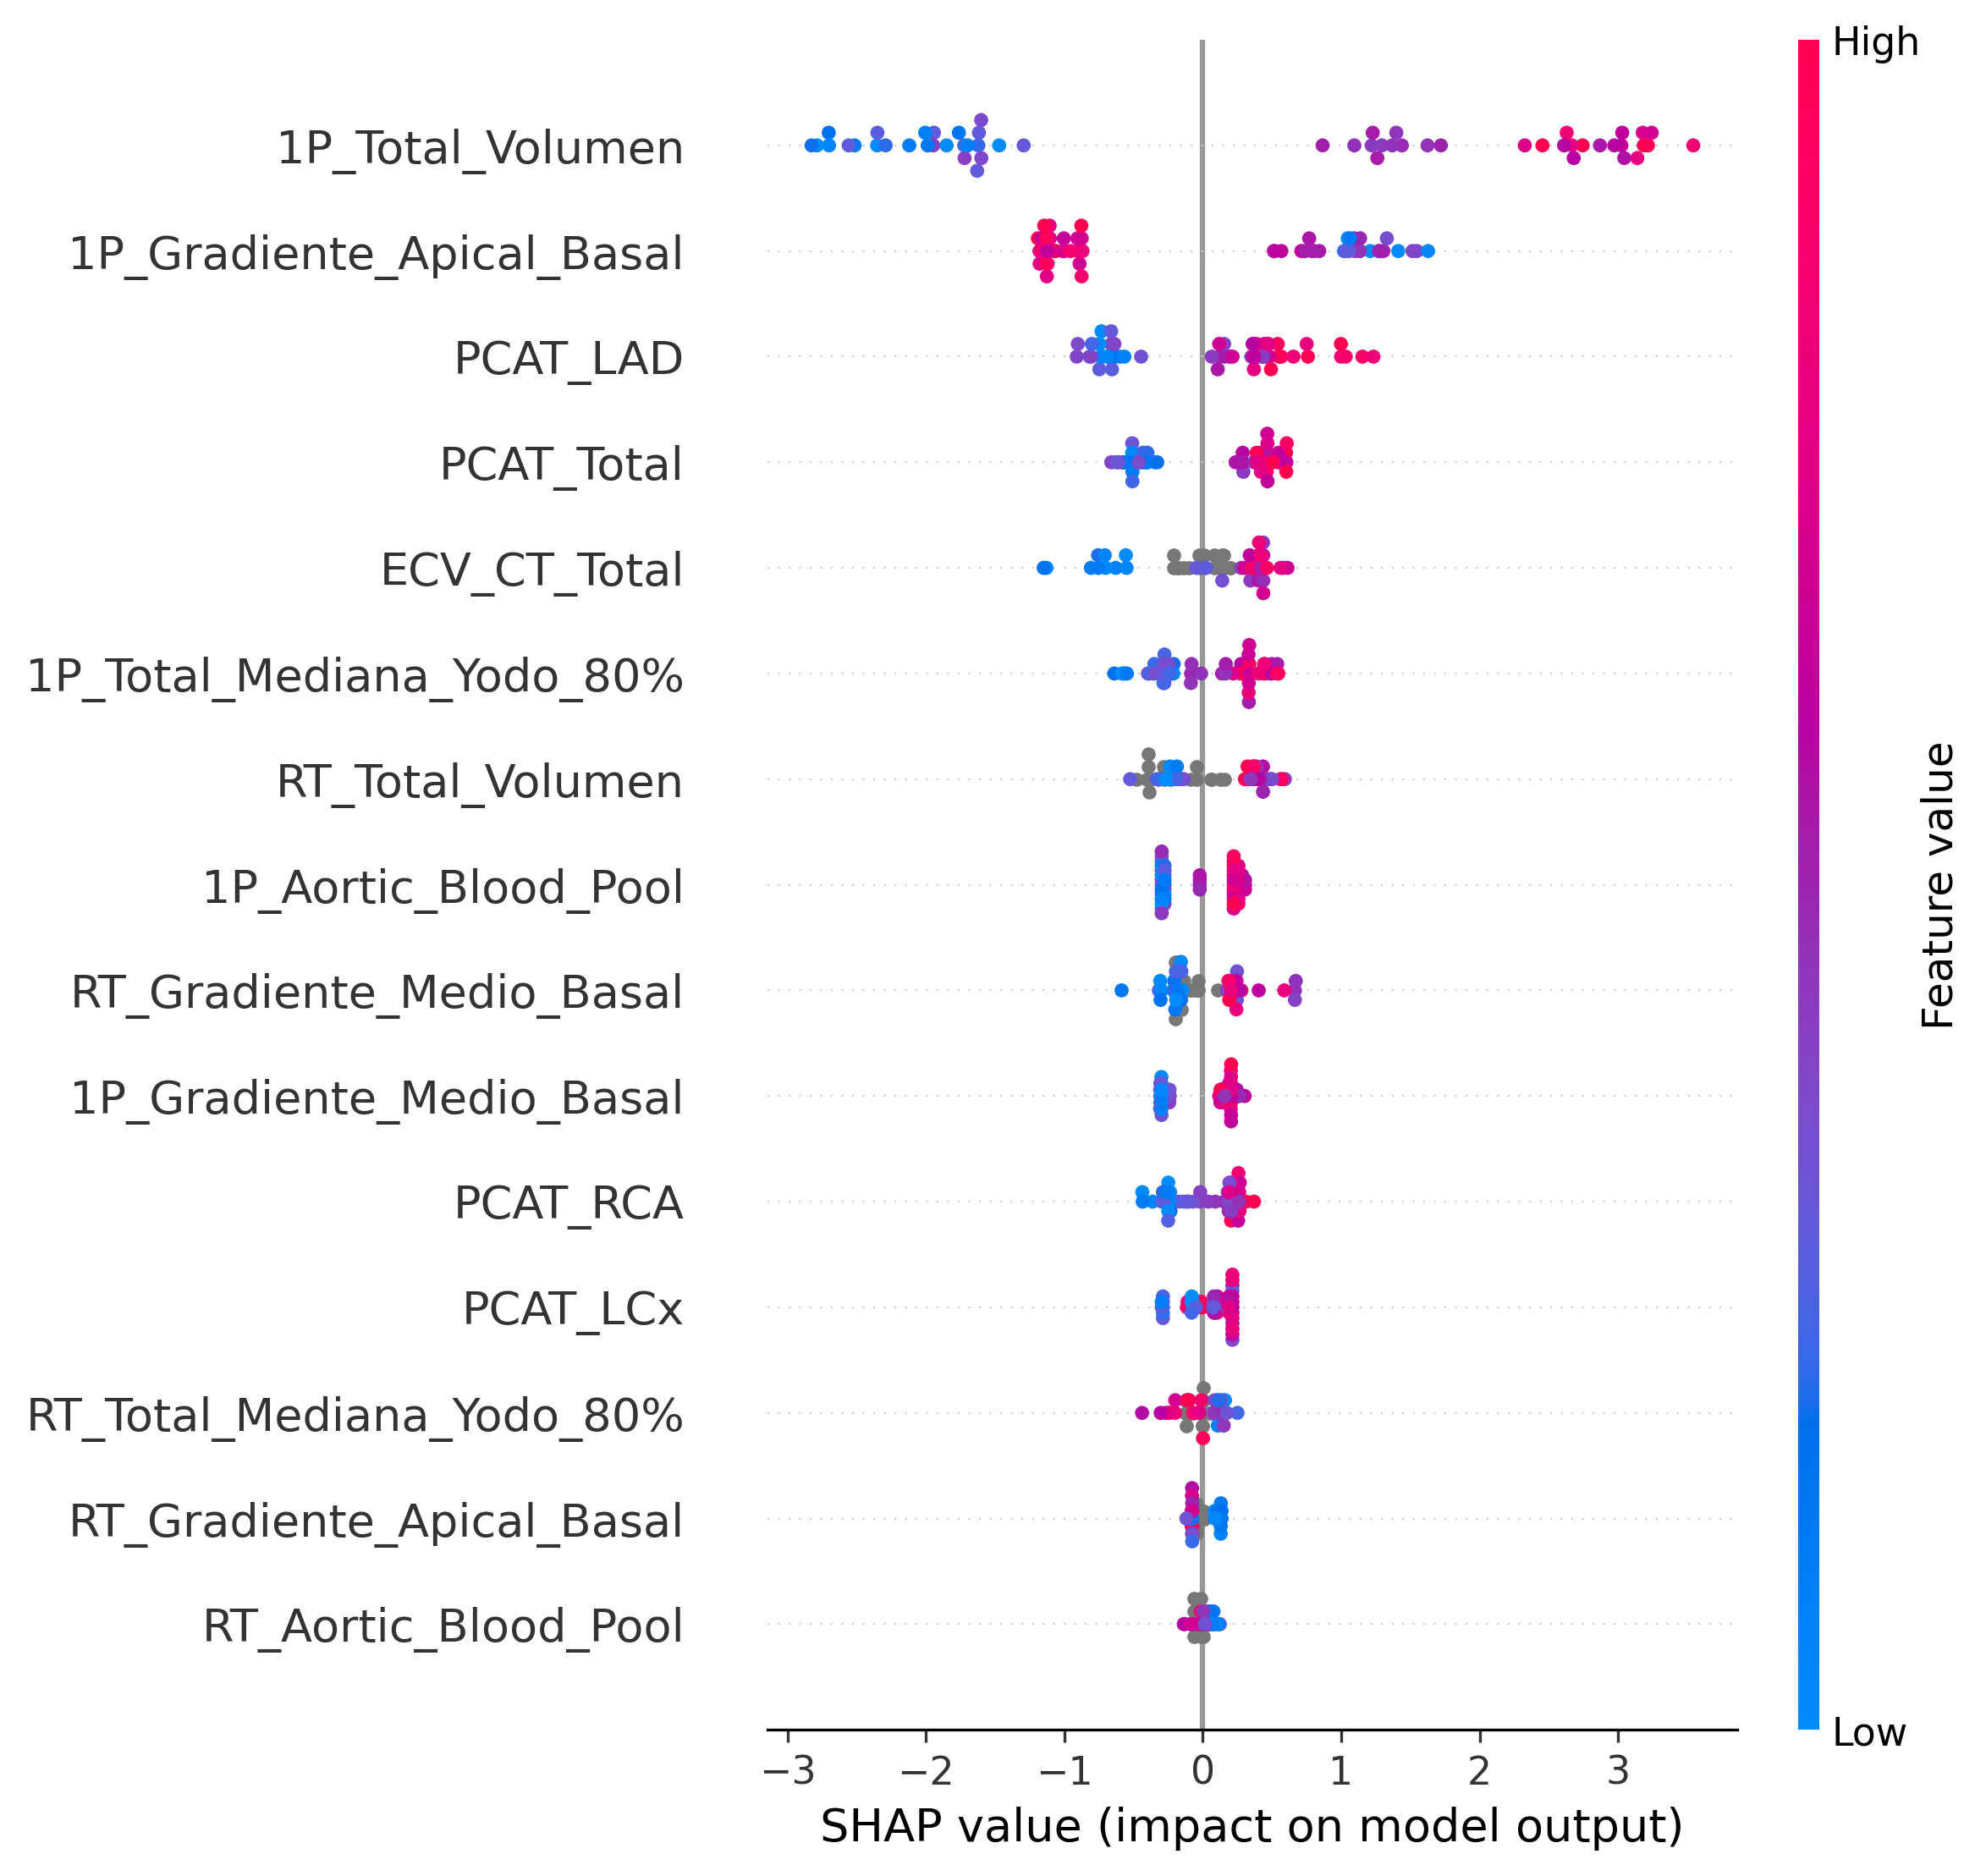 High
1P_Total_Volumen
1P_Gradiente_Apical_Basal
PCAT_LAD
PCAT_Total
ECV_CT_Total
1P_Total_Mediana_Yodo_80%
RT_Total_Volumen
1P_Aortic_Blood_Pool
RT_Gradiente_Medio_Basal
1P_Gradiente_Medio_Basal
PCAT_RCA
PCAT_LCx
RT_Total_Mediana_Yodo_80%
RT_Gradiente_Apical_Basal
RT_Aortic_Blood_Pool
Feature value
Low
−3 −2 −1 0 1 2 3
SHAP value (impact on model output)